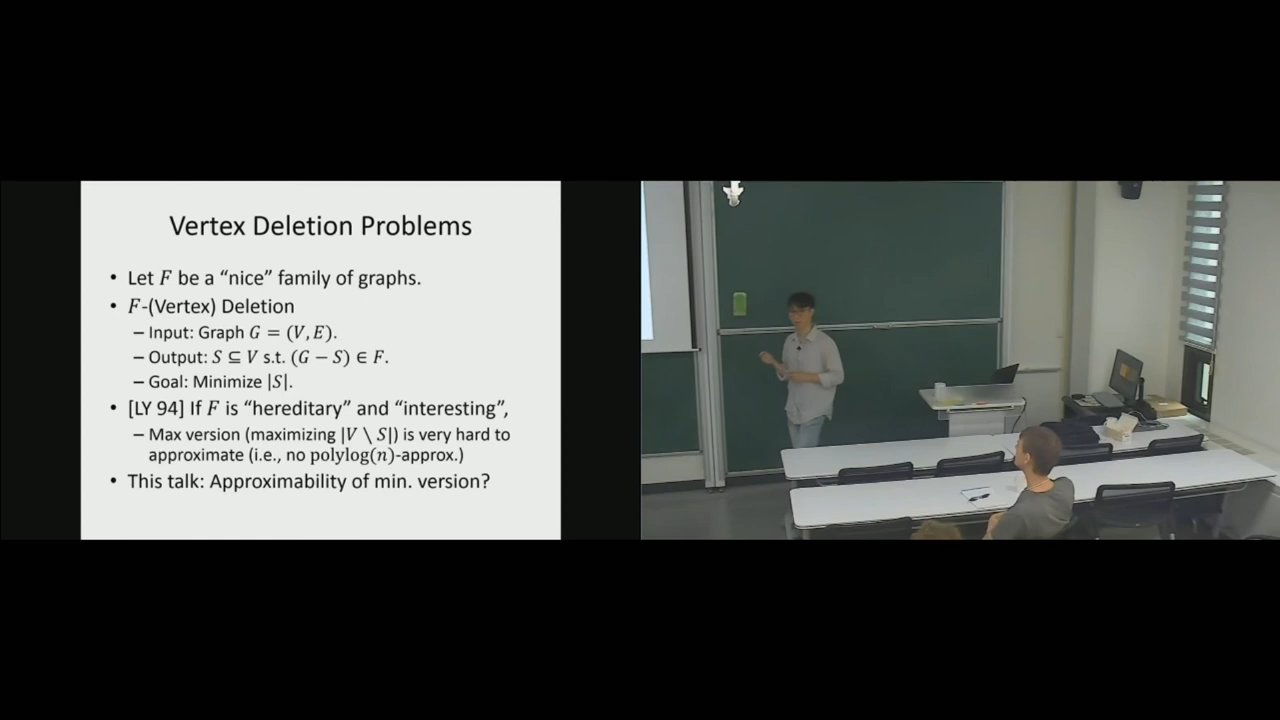 Vertex Deletion Problems
• Let F be a “nice” family of graphs.
• F-(Vertex) Deletion
– Input: Graph G = (V, E).
– Output: S ⊆ V s.t. (G − S) ∈ F.
– Goal: Minimize |S|.
• [LY 94] If F is “hereditary” and “interesting”,
– Max version (maximizing |V \ S|) is very hard to
approximate (i.e., no polylog(n)-approx.)
• This talk: Approximability of min. version?